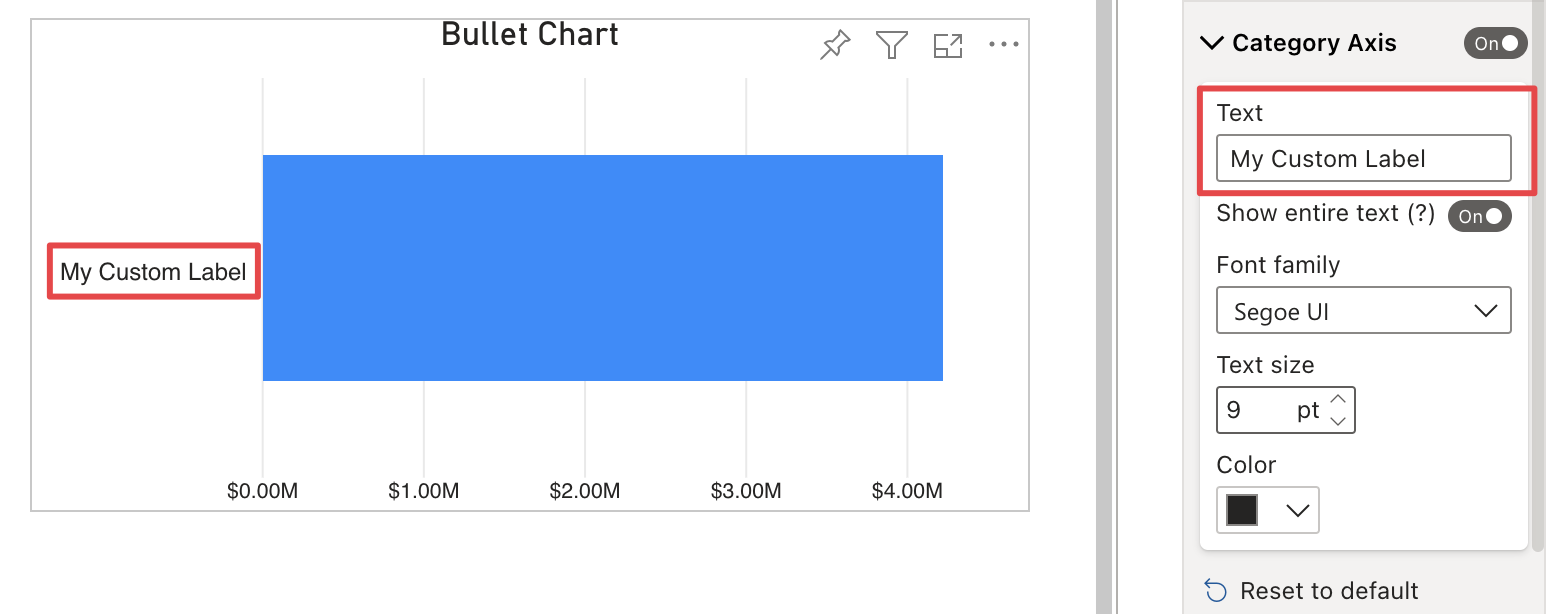 Bullet Chart
My Custom Label
$0.00M $1.00M $2.00M $3.00M $4.00M
Category Axis On
Text
My Custom Label
Show entire text (?) On
Font family
Segoe UI
Text size
9 pt
Color
Reset to default